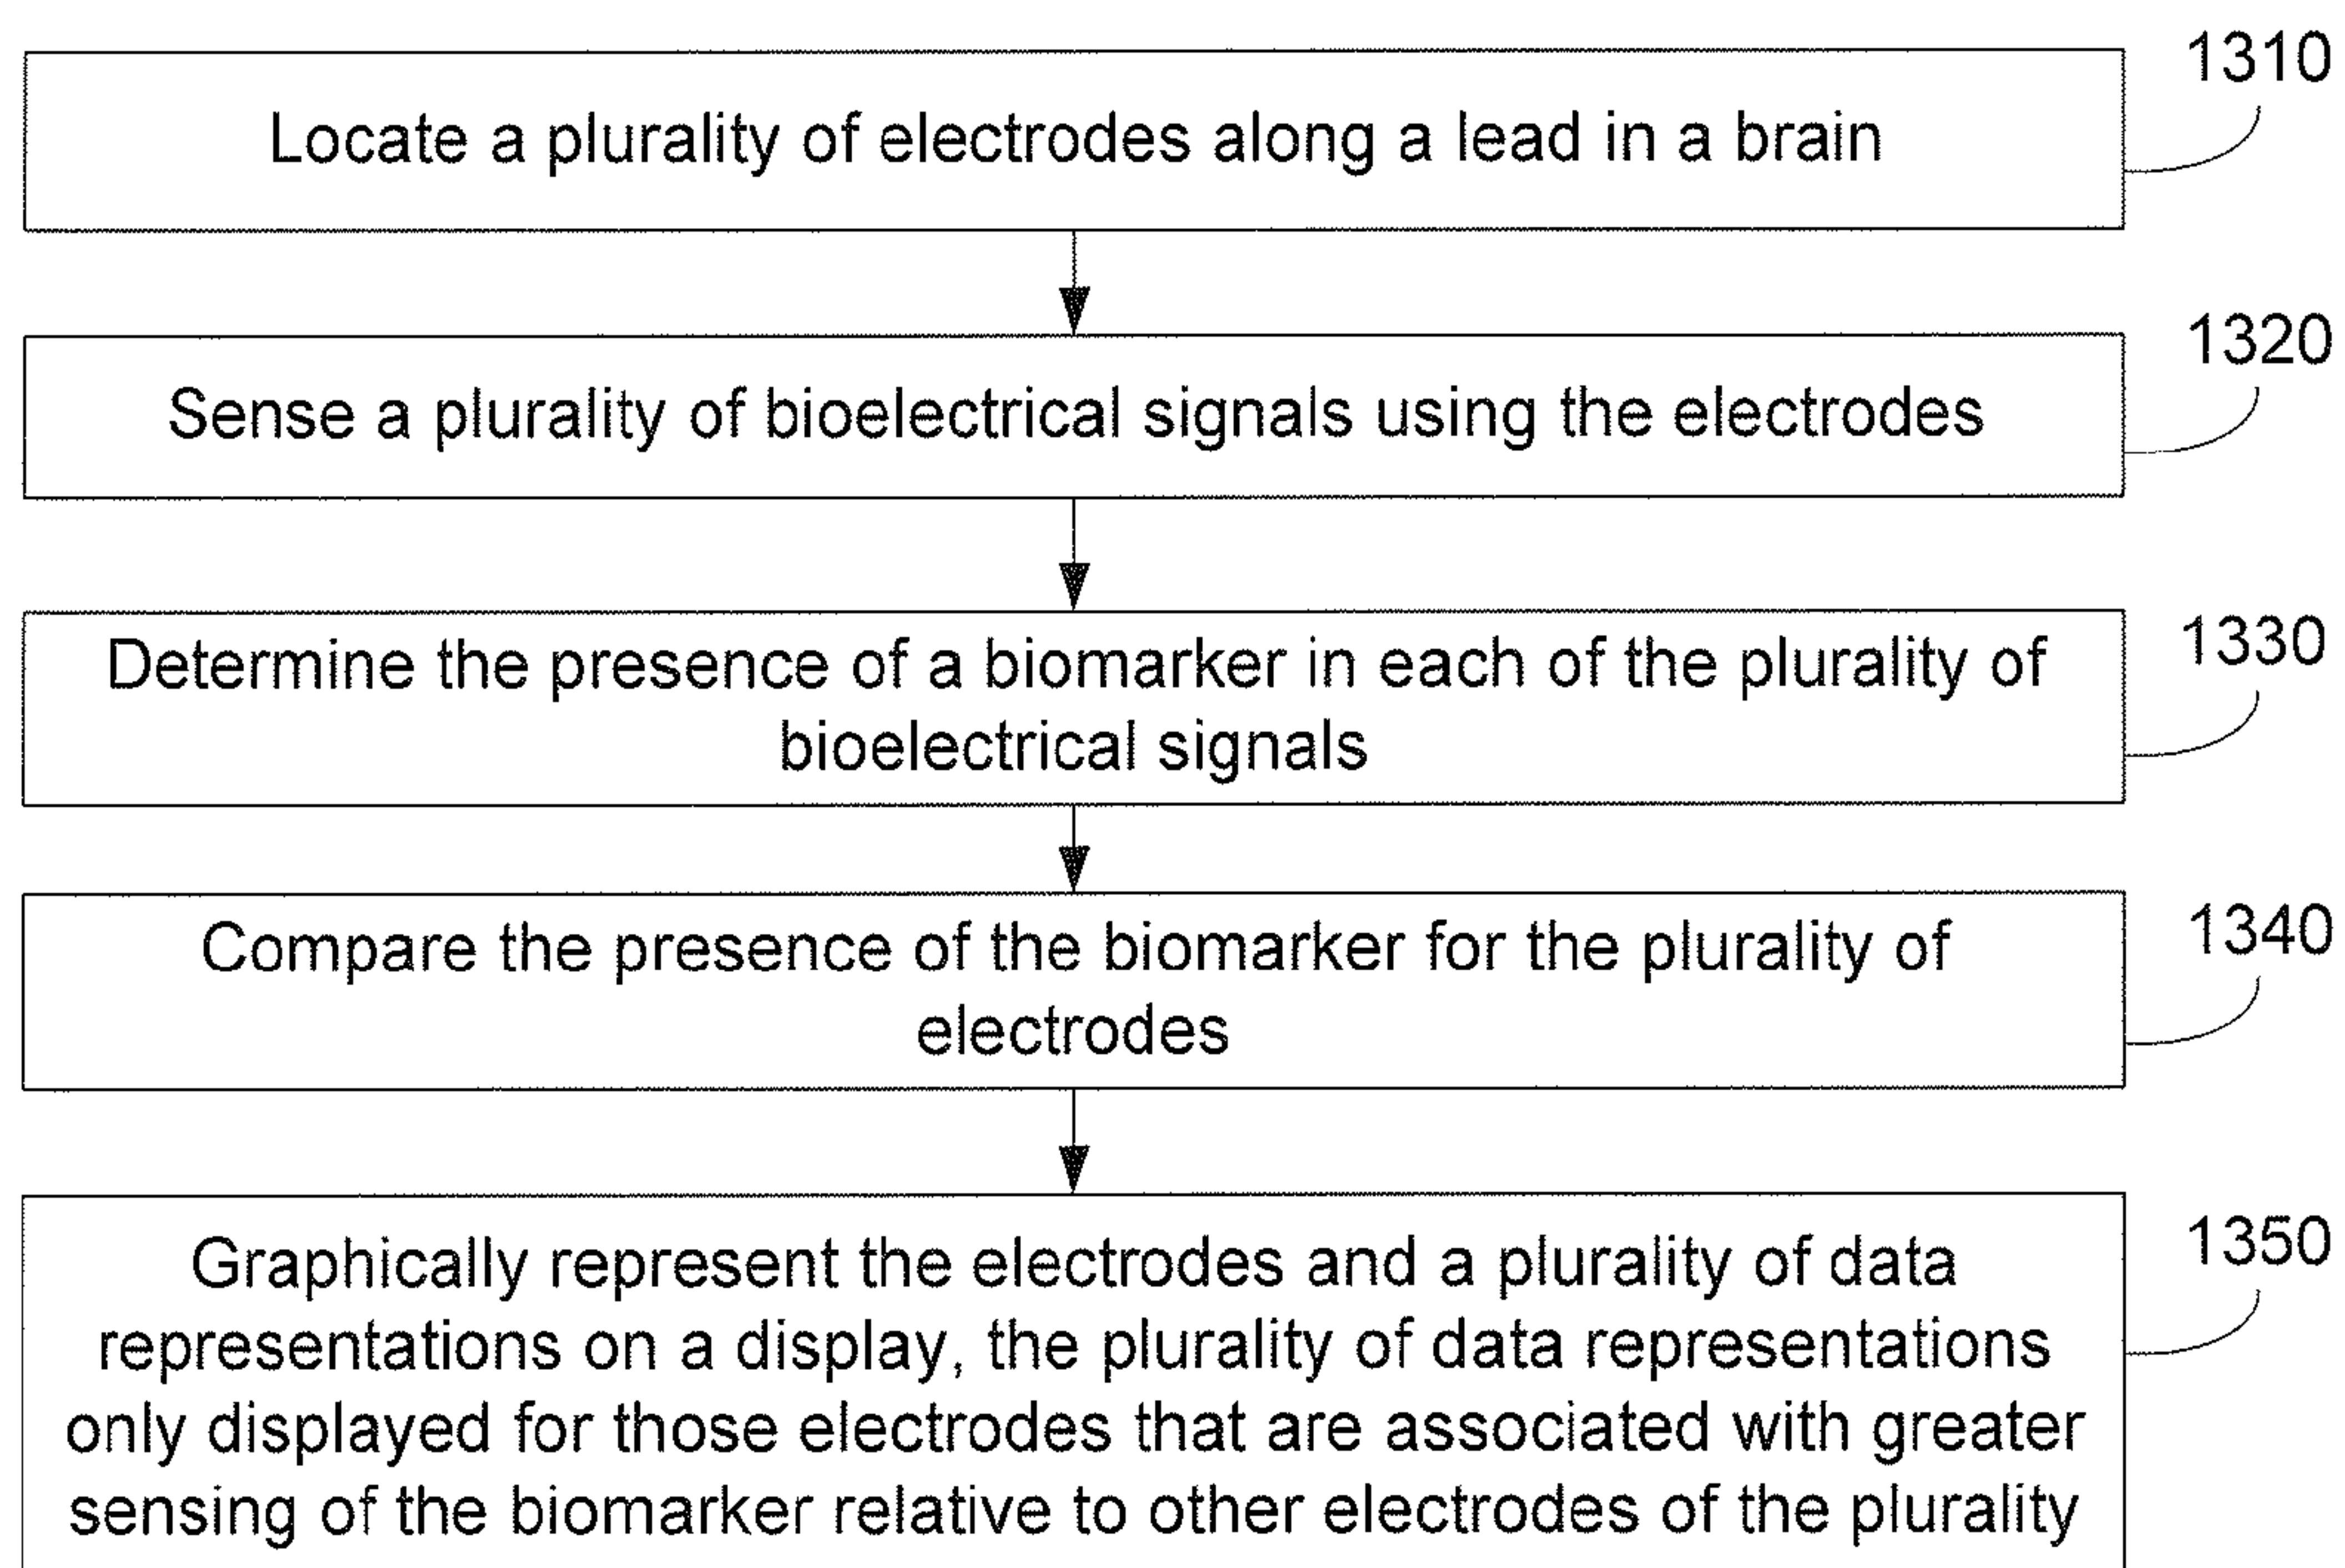 1310
Locate a plurality of electrodes along a lead in a brain
1320
Sense a plurality of bioelectrical signals using the electrodes
1330
Determine the presence of a biomarker in each of the plurality of
bioelectrical signals
1340
Compare the presence of the biomarker for the plurality of
electrodes
1350
Graphically represent the electrodes and a plurality of data
representations on a display, the plurality of data representations
only displayed for those electrodes that are associated with greater
sensing of the biomarker relative to other electrodes of the plurality